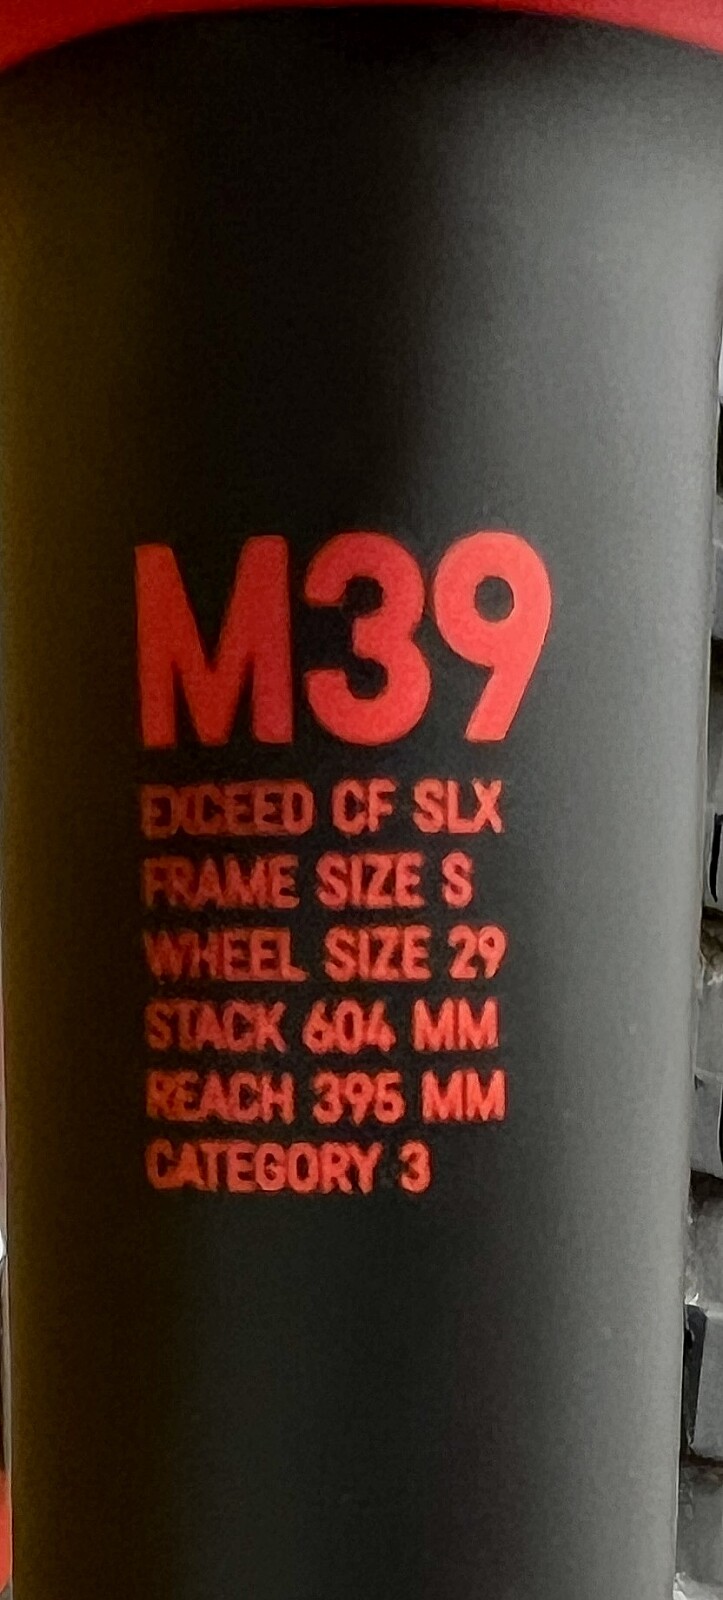 M39
EXCEED CF SLX
FRAME SIZE S
WHEEL SIZE 29
STACK 604 MM
REACH 395 MM
CATEGORY 3